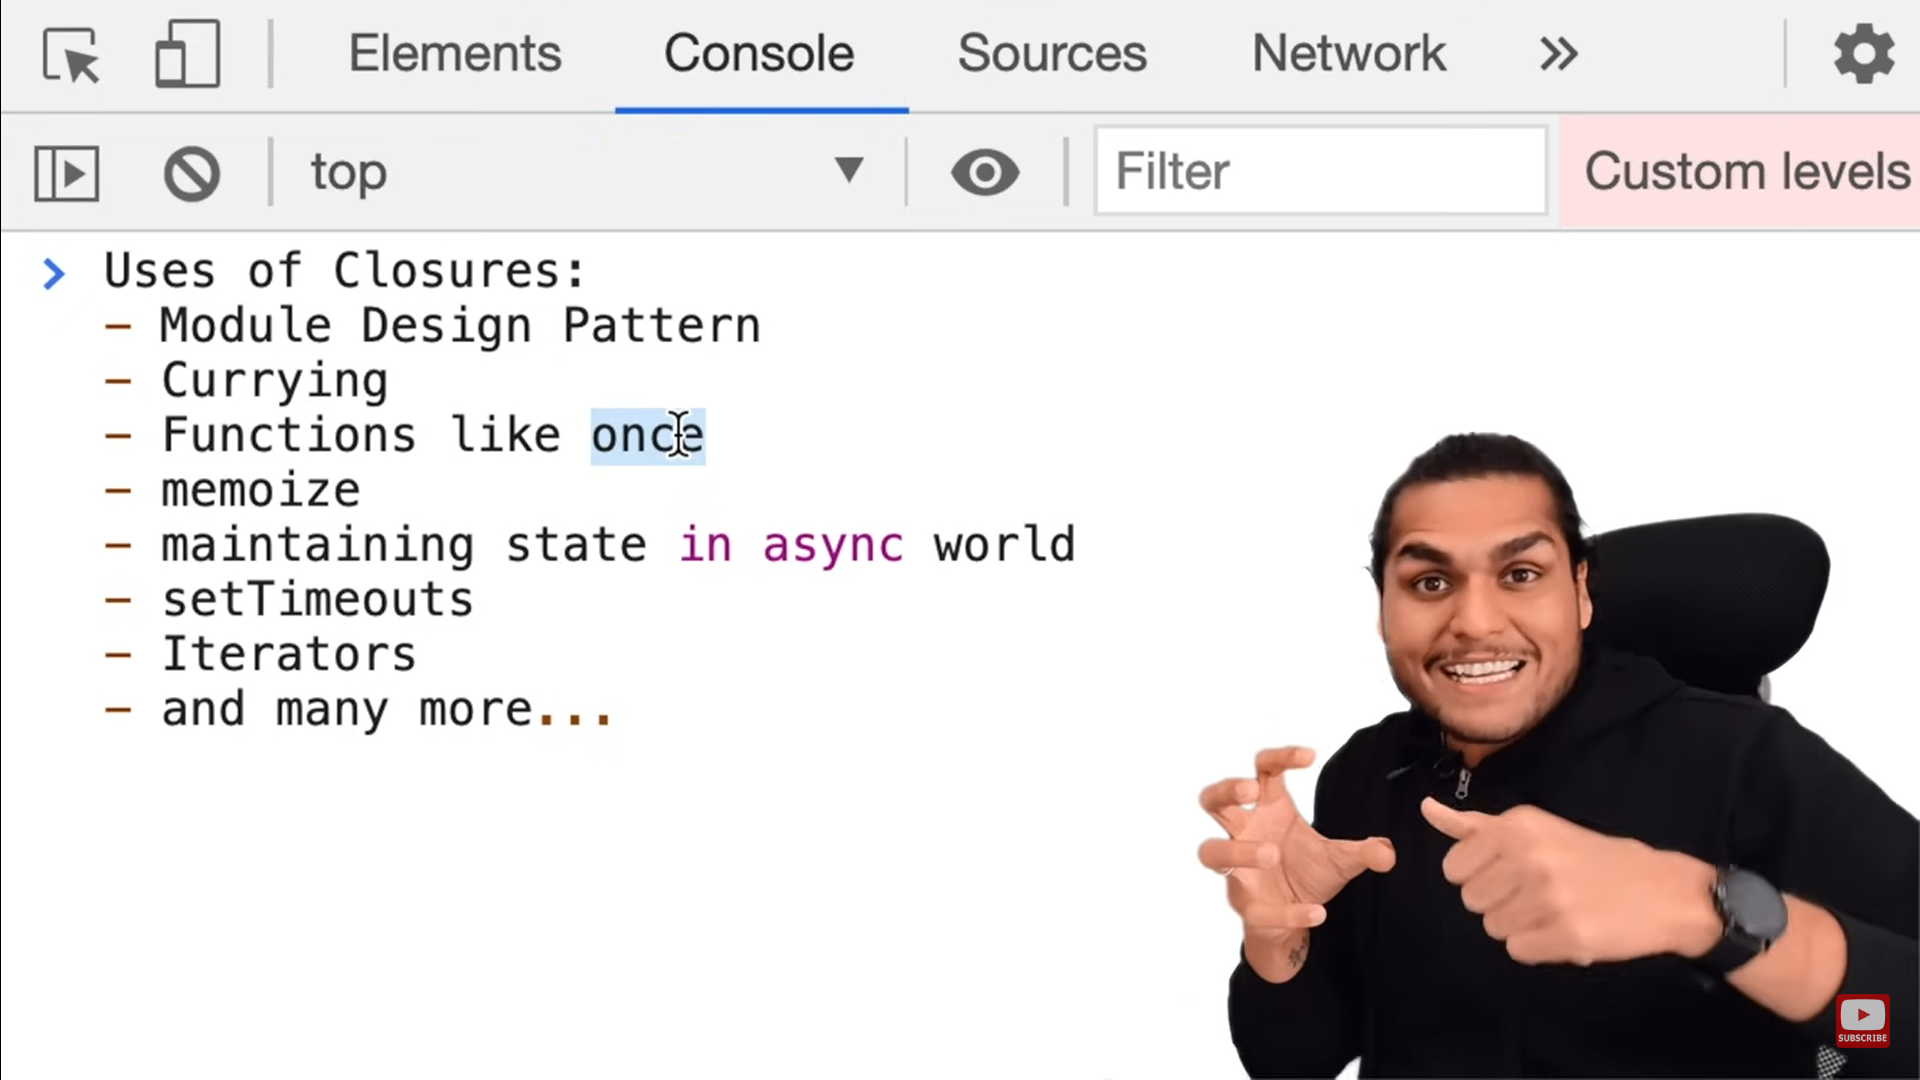 Elements Console Sources Network
top Filter Custom levels
Uses of Closures:
– Module Design Pattern
– Currying
– Functions like once
– memoize
– maintaining state in async world
– setTimeouts
– Iterators
– and many more...
SUBSCRIBE